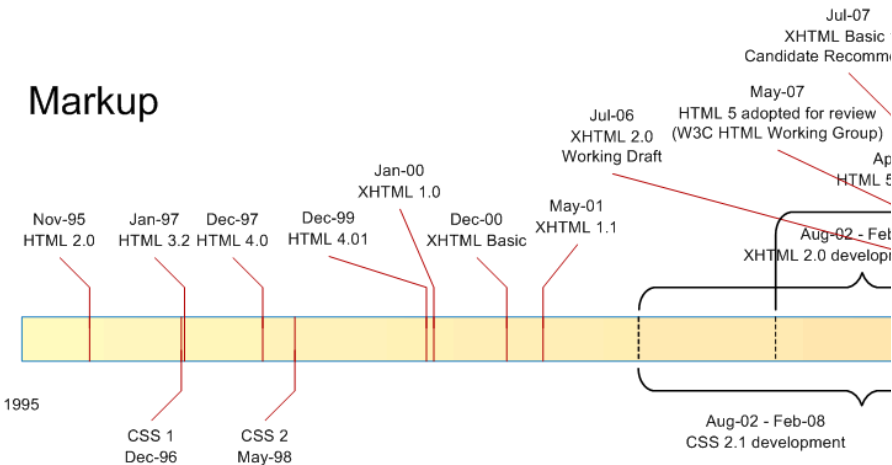 Markup
Jul-07
XHTML Basic
Candidate
May-07
HTML 5 adopted for review
(W3C HTML Working Group)
Jul-06
XHTML 2.0
Working Draft
HTML 5
Jan-00
XHTML 1.0
Nov-95
HTML 2.0
Jan-97
HTML 3.2
Dec-97
HTML 4.0
Dec-99
HTML 4.01
Dec-00
XHTML Basic
May-01
XHTML 1.1
Aug-02 - Feb
XHTML 2.0
1995
CSS 1
Dec-96
CSS 2
May-98
Aug-02 - Feb-08
CSS 2.1 development